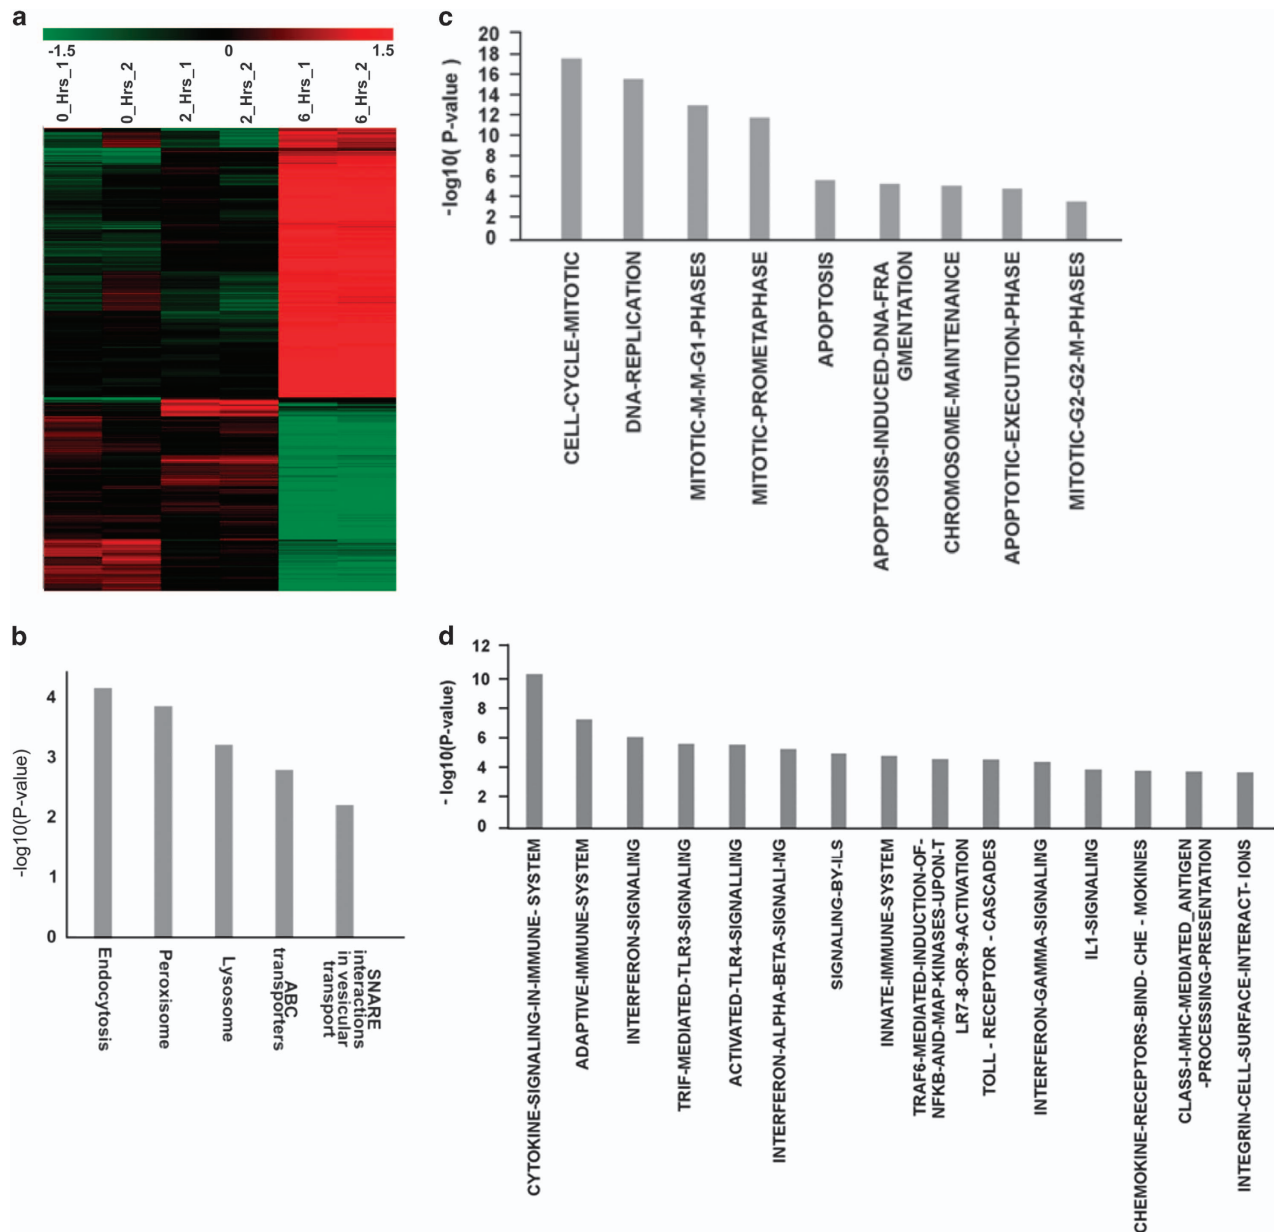 a
-1.5 0 1.5
0_Hrs_1
0_Hrs_2
2_Hrs_1
2_Hrs_2
6_Hrs_1
6_Hrs_2
b
-log10(P-value)
4
3
2
1
0
Endocytosis
Peroxisome
Lysosome
ABC
transporters
SNARE
interactions
in vesicular
transport
c
-log10( P-value )
20
18
16
14
12
10
8
6
4
2
0
CELL-CYCLE-MITOTIC
DNA-REPLICATION
MITOTIC-M-M-G1-PHASES
MITOTIC-PROMETAPHASE
APOPTOSIS
APOPTOSIS-INDUCED-DNA-FRA
GMENTATION
CHROMOSOME-MAINTENANCE
APOPTOTIC-EXECUTION-PHASE
MITOTIC-G2-G2-M-PHASES
d
- log10(P-value)
12
10
8
6
4
2
0
CYTOKINE-SIGNALING-IN-IMMUNE- SYSTEM
ADAPTIVE-IMMUNE-SYSTEM
INTERFERON-SIGNALING
TRIF-MEDIATED-TLR3-SIGNALING
ACTIVATED-TLR4-SIGNALLING
INTERFERON-ALPHA-BETA-SIGNALI-NG
SIGNALING-BY-ILS
INNATE-IMMUNE-SYSTEM
TRAF6-MEDIATED-INDUCTION-OF-
NFKB-AND-MAP-KINASES-UPON-T
LR7-8-OR-9-ACTIVATION
TOLL - RECEPTOR - CASCADES
INTERFERON-GAMMA-SIGNALING
IL1-SIGNALING
CHEMOKINE-RECEPTORS-BIND- CHE - MOKINES
CLASS-I-MHC-MEDIATED_ANTIGEN
-PROCESSING-PRESENTATION
INTEGRIN-CELL-SURFACE-INTERACT- IONS